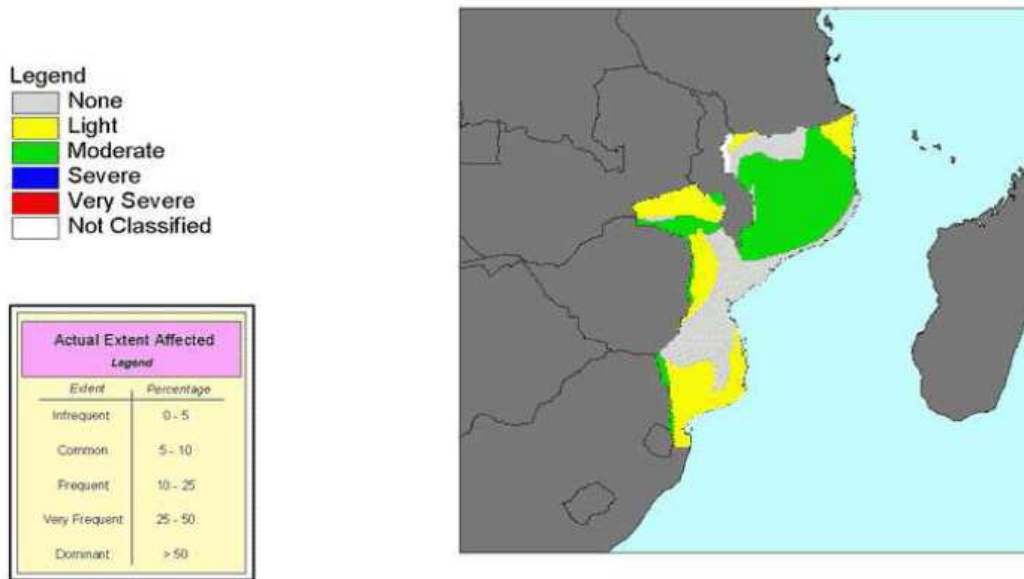 Legend
None
Light
Moderate
Severe
Very Severe
Not Classified
Actual Extent Affected
Legend
Extent Percentage
Infrequent 0 - 5
Common 5 - 10
Frequent 10 - 25
Very Frequent 25 - 50
Dominant > 50